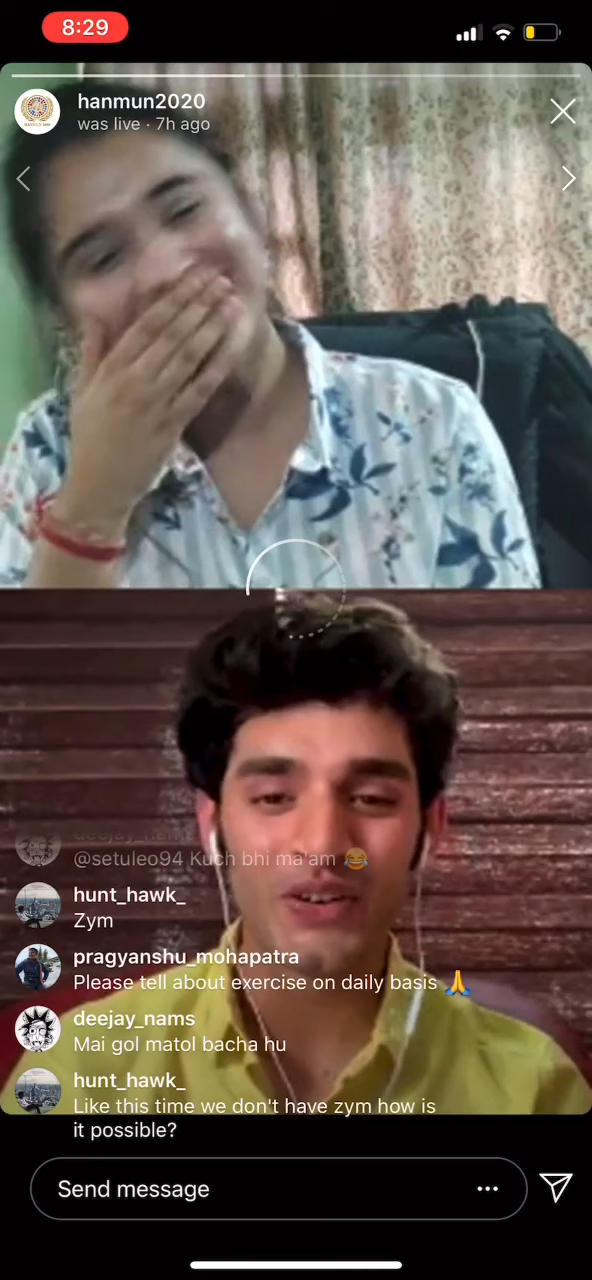 8:29
hanmun2020
was live · 7h ago
deejay_nams
@setuleo94 Kuch bhi ma'am 😂
hunt_hawk_
Zym
pragyanshu_mohapatra
Please tell about exercise on daily basis 🙏
deejay_nams
Mai gol matol bacha hu
hunt_hawk_
Like this time we don't have zym how is
it possible?
Send message